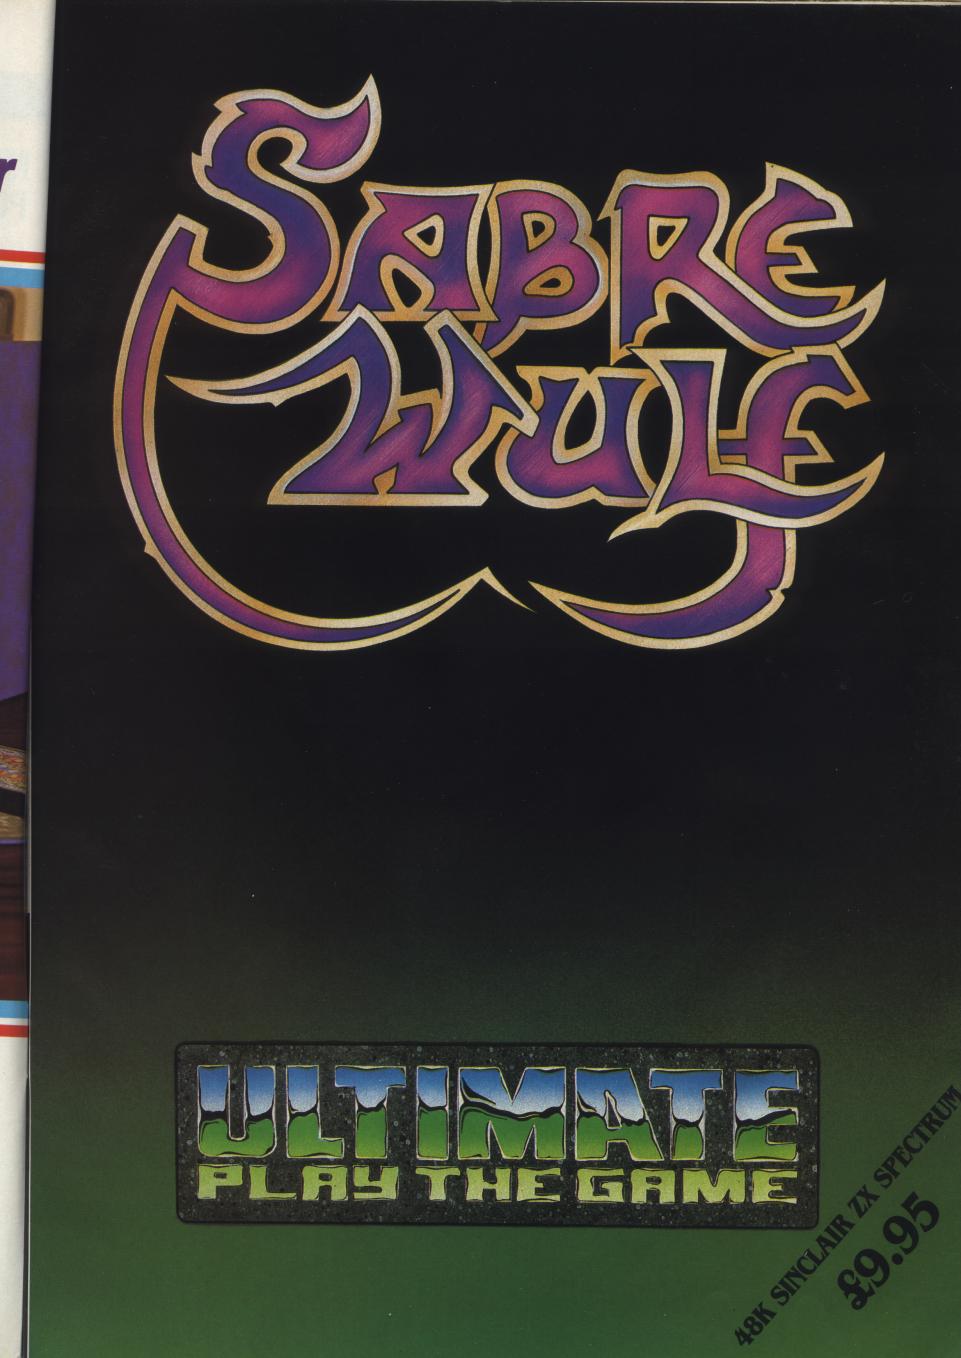 SABRE
WULF
ULTIMATE
PLAY THE GAME
48K SINCLAIR ZX SPECTRUM
£9.95
r